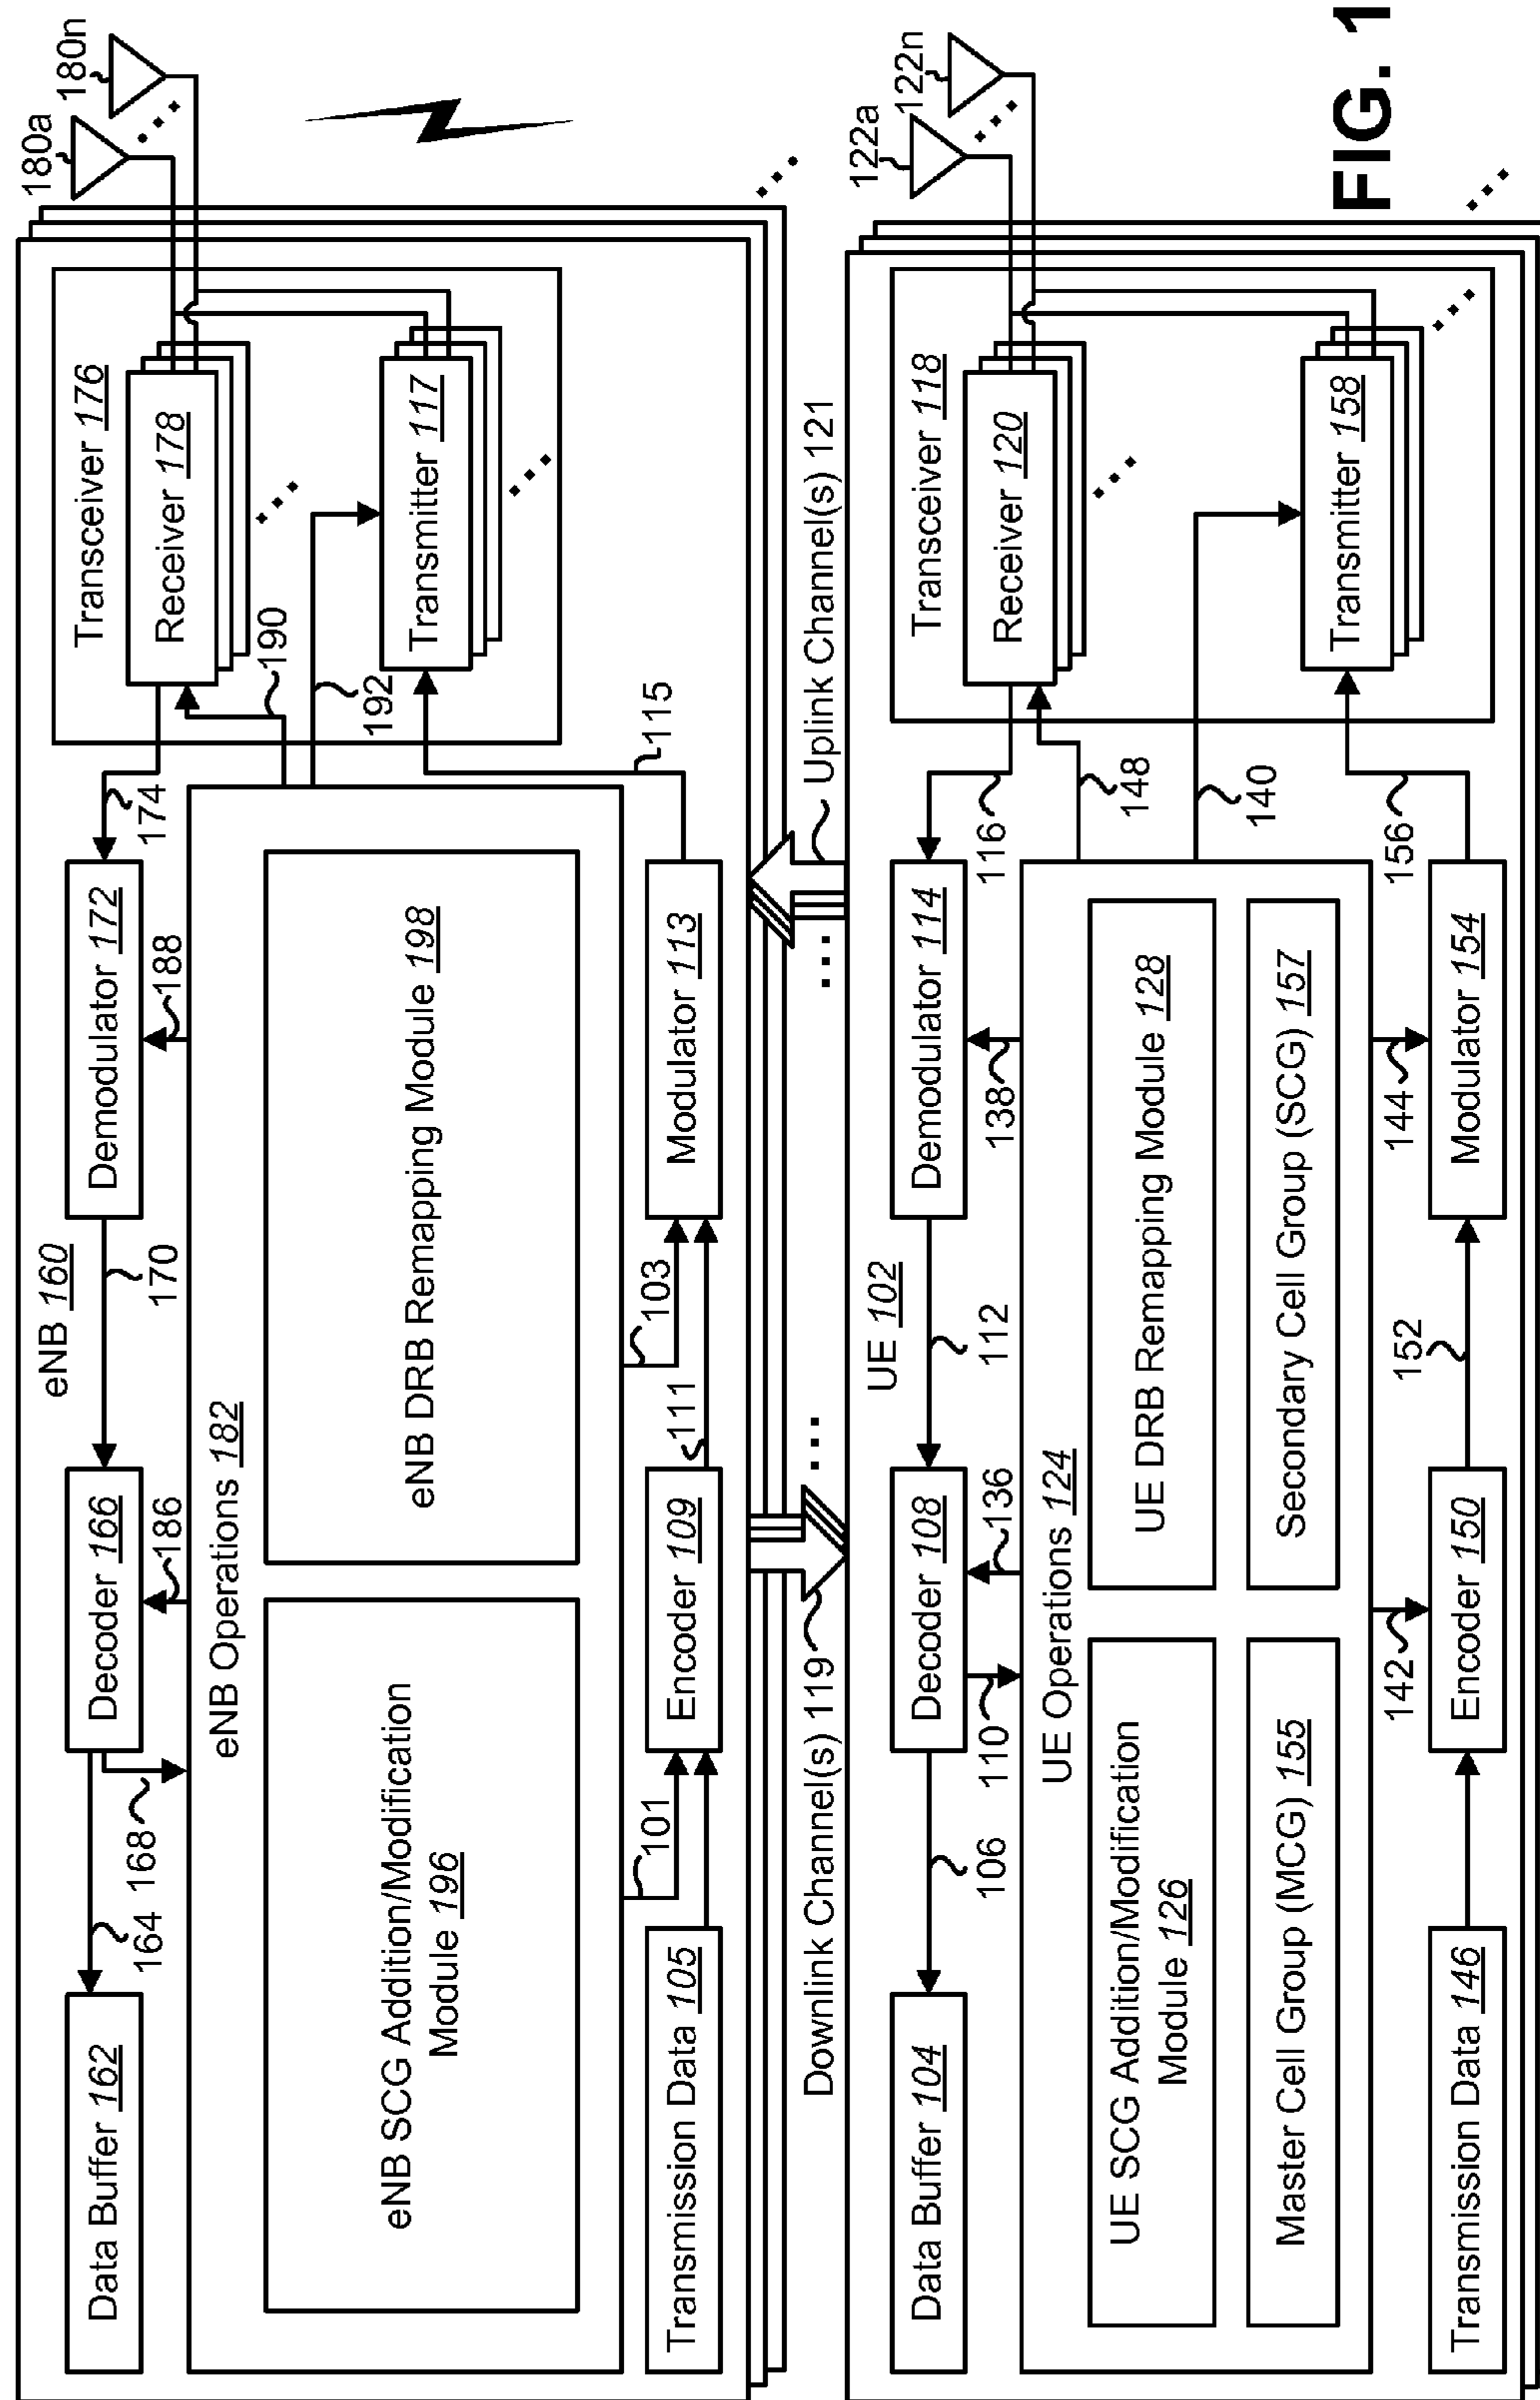 180a
180n
eNB 160
Transceiver 176
Data Buffer 162
164
168
Decoder 166
186
170
Demodulator 172
188
174
Receiver 178
190
eNB Operations 182
192
eNB SCG Addition/Modification
Module 196
eNB DRB Remapping Module 198
Transmitter 117
101
103
115
Transmission Data 105
Encoder 109
111
Modulator 113
Downlink Channel(s) 119
Uplink Channel(s) 121
122a
122n
UE 102
Transceiver 118
Data Buffer 104
106
Decoder 108
110
136
112
Demodulator 114
138
116
Receiver 120
148
UE Operations 124
UE SCG Addition/Modification
Module 126
UE DRB Remapping Module 128
140
Master Cell Group (MCG) 155
Secondary Cell Group (SCG) 157
Transmitter 158
142
144
156
Transmission Data 146
Encoder 150
152
Modulator 154
FIG. 1